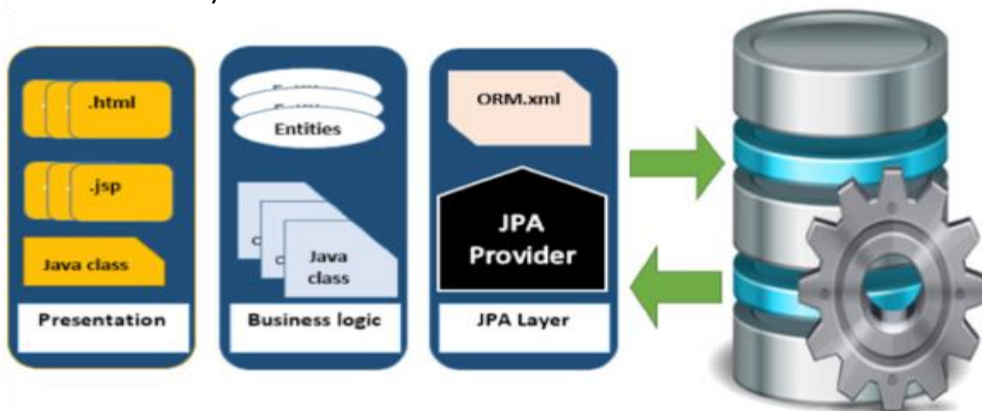 .html
.jsp
Java class
Presentation
Entities
Java
class
Business logic
ORM.xml
JPA
Provider
JPA Layer